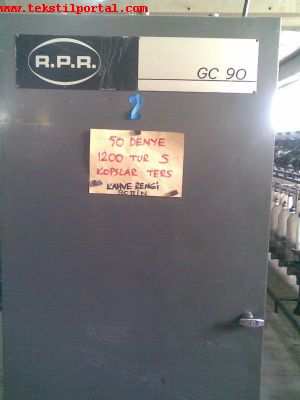 www.tekstilportal.com
R.P.R.
GC 90
2
50 DENYE
1200 TUR S
KOPSLAR TERS
KAHVE RENGİ
BOBİN